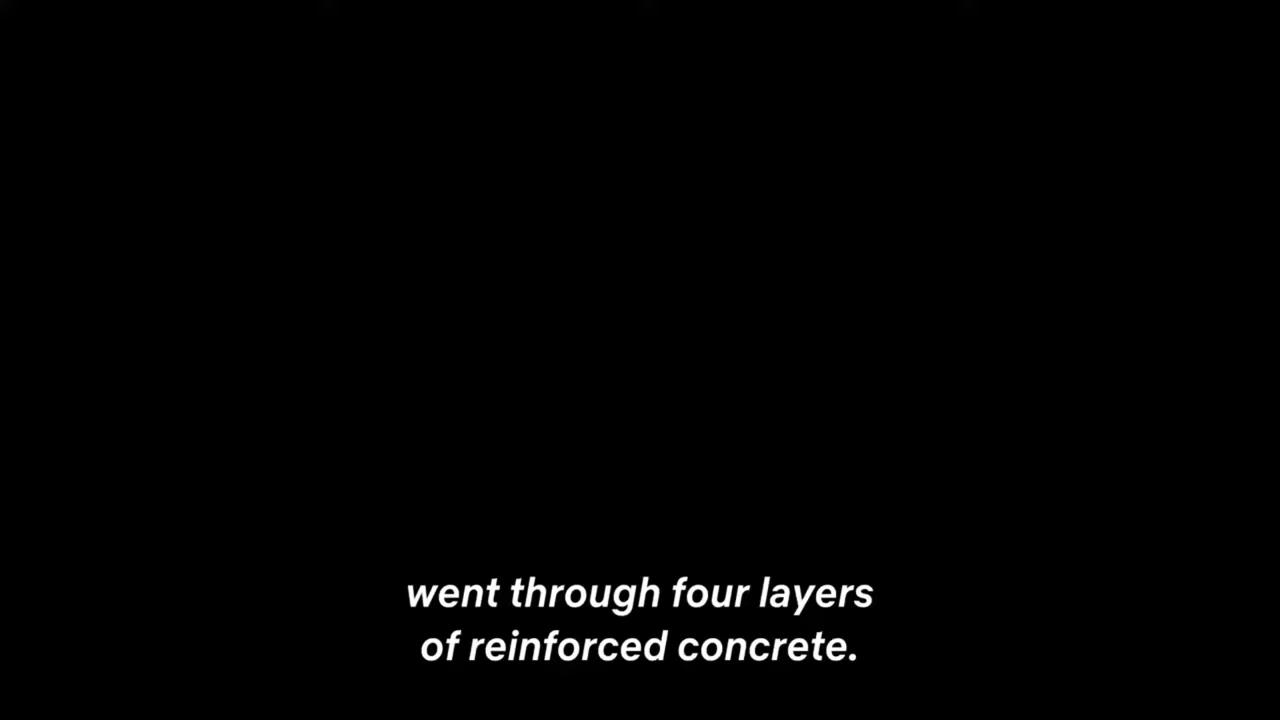 went through four layers
of reinforced concrete.